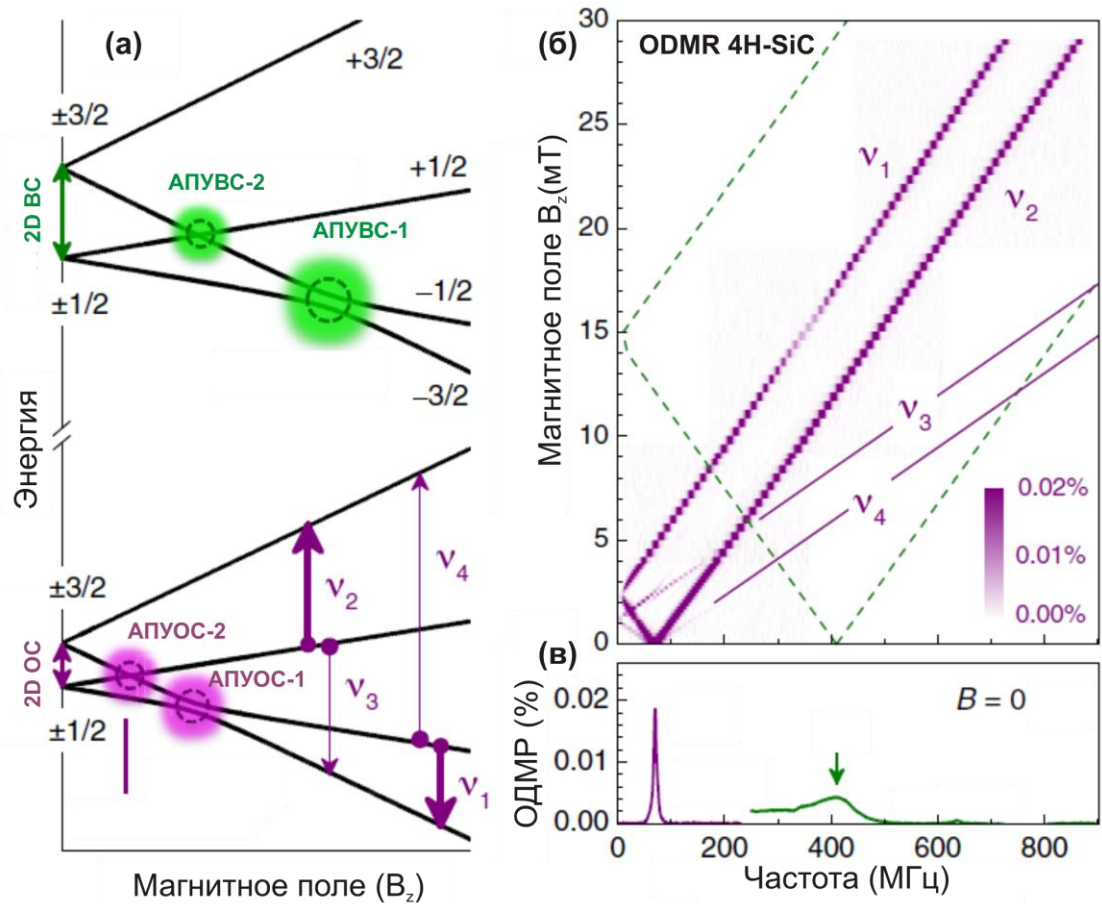 (а)
+3/2
±3/2
+1/2
АПУВС-2
АПУВС-1
2D ВС
−1/2
±1/2
−3/2
Энергия
±3/2
АПУОС-2
АПУОС-1
2D ОС
±1/2
ν2
ν4
ν3
ν1
Магнитное поле (Bz)
(б)
ODMR 4H-SiC
30
25
20
15
10
5
0
Магнитное поле Bz(мТ)
ν1
ν2
ν3
ν4
0.02%
0.01%
0.00%
(в)
B = 0
ОДМР (%)
0.02
0.01
0.00
0 200 400 600 800
Частота (МГц)